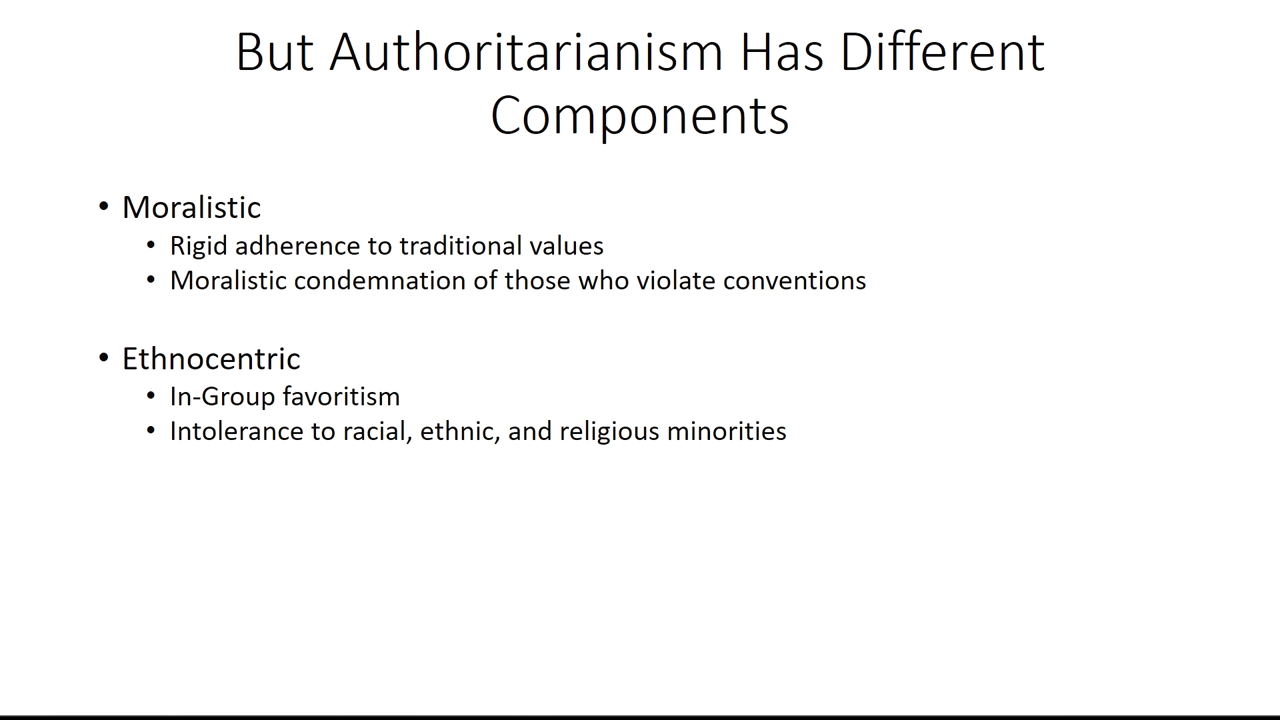 But Authoritarianism Has Different
Components
• Moralistic
• Rigid adherence to traditional values
• Moralistic condemnation of those who violate conventions
• Ethnocentric
• In-Group favoritism
• Intolerance to racial, ethnic, and religious minorities